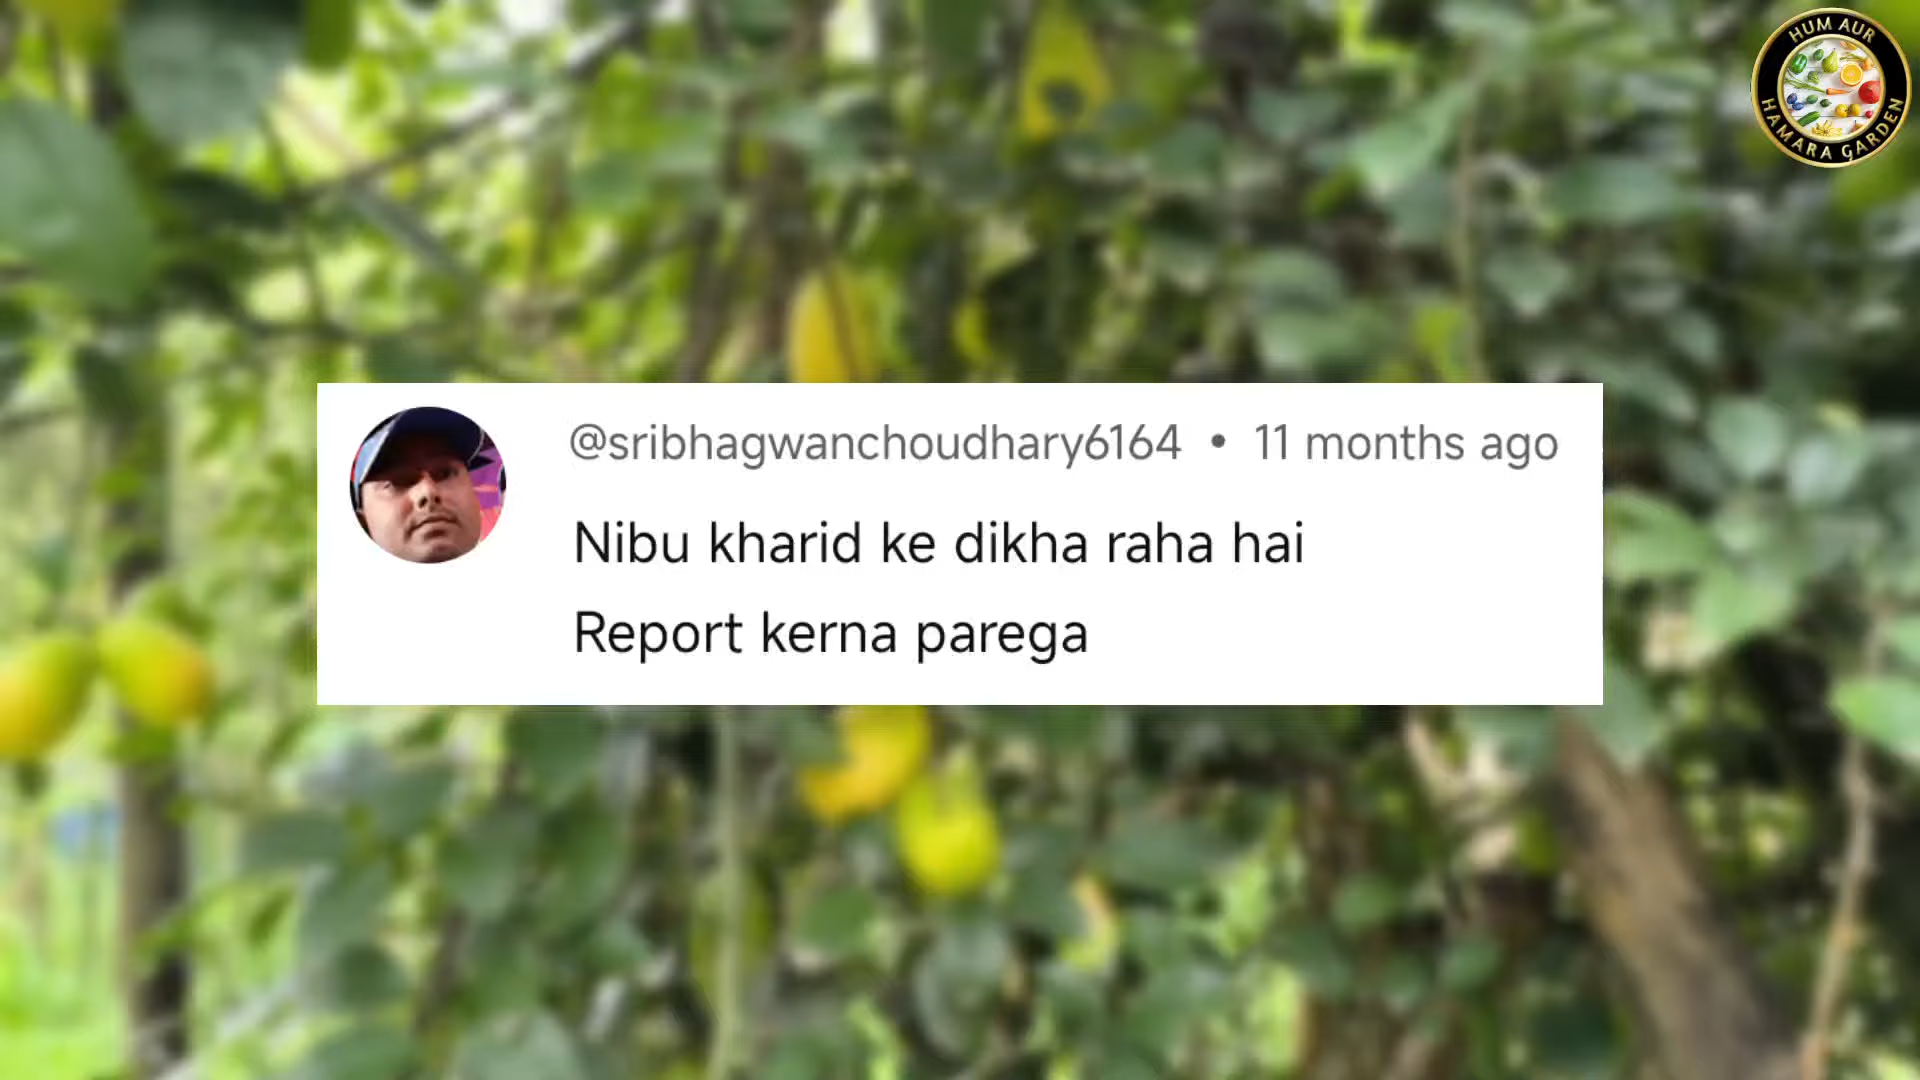 HUM AUR
HAMARA GARDEN
@sribhagwanchoudhary6164 • 11 months ago
Nibu kharid ke dikha raha hai
Report kerna parega